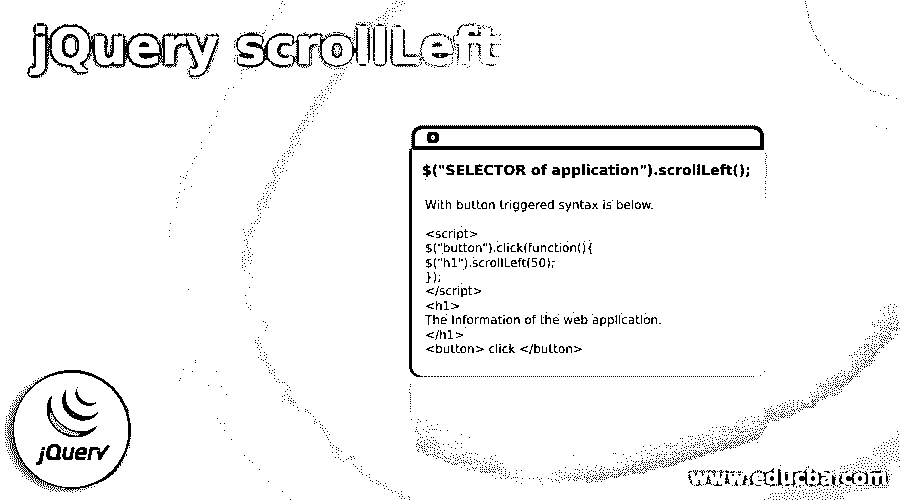 jQuery scrollLeft
$("SELECTOR of application").scrollLeft();
With button triggered syntax is below.
<script>
$("button").click(function(){
$("h1").scrollLeft(50);
});
</script>
<h1>
The Information of the web application.
</h1>
<button> click </button>
jQuery
www.educba.com